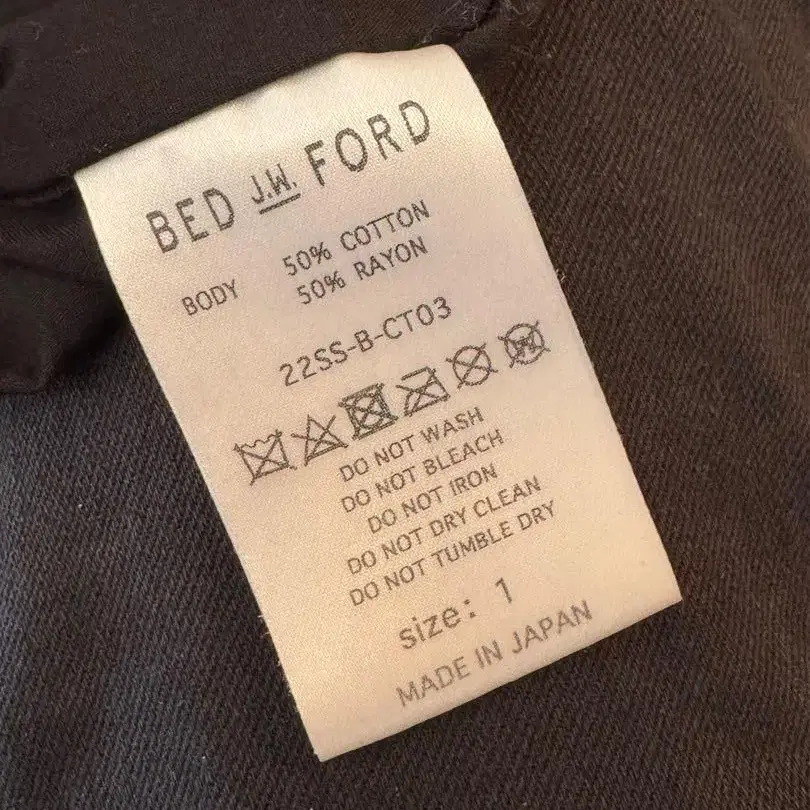 BED J.W. FORD
BODY 50% COTTON
50% RAYON
22SS-B-CT03
DO NOT WASH
DO NOT BLEACH
DO NOT IRON
DO NOT DRY CLEAN
DO NOT TUMBLE DRY
size: 1
MADE IN JAPAN